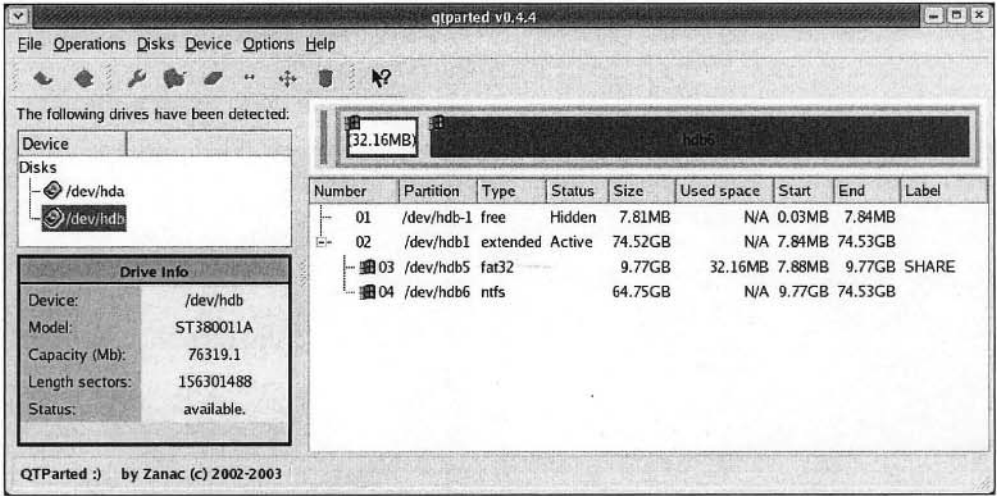 qtparted v0.4.4
File Operations Disks Device Options Help
The following drives have been detected:
Device
Disks
/dev/hda
/dev/hdb
Drive Info
Device: /dev/hdb
Model: ST380011A
Capacity (Mb): 76319.1
Length sectors: 156301488
Status: available.
(32.16MB)
hdb6
Number Partition Type Status Size Used space Start End Label
01 /dev/hdb-1 free Hidden 7.81MB N/A 0.03MB 7.84MB
02 /dev/hdb1 extended Active 74.52GB N/A 7.84MB 74.53GB
03 /dev/hdb5 fat32 9.77GB 32.16MB 7.88MB 9.77GB SHARE
04 /dev/hdb6 ntfs 64.75GB N/A 9.77GB 74.53GB
QTParted :) by Zanac (c) 2002-2003